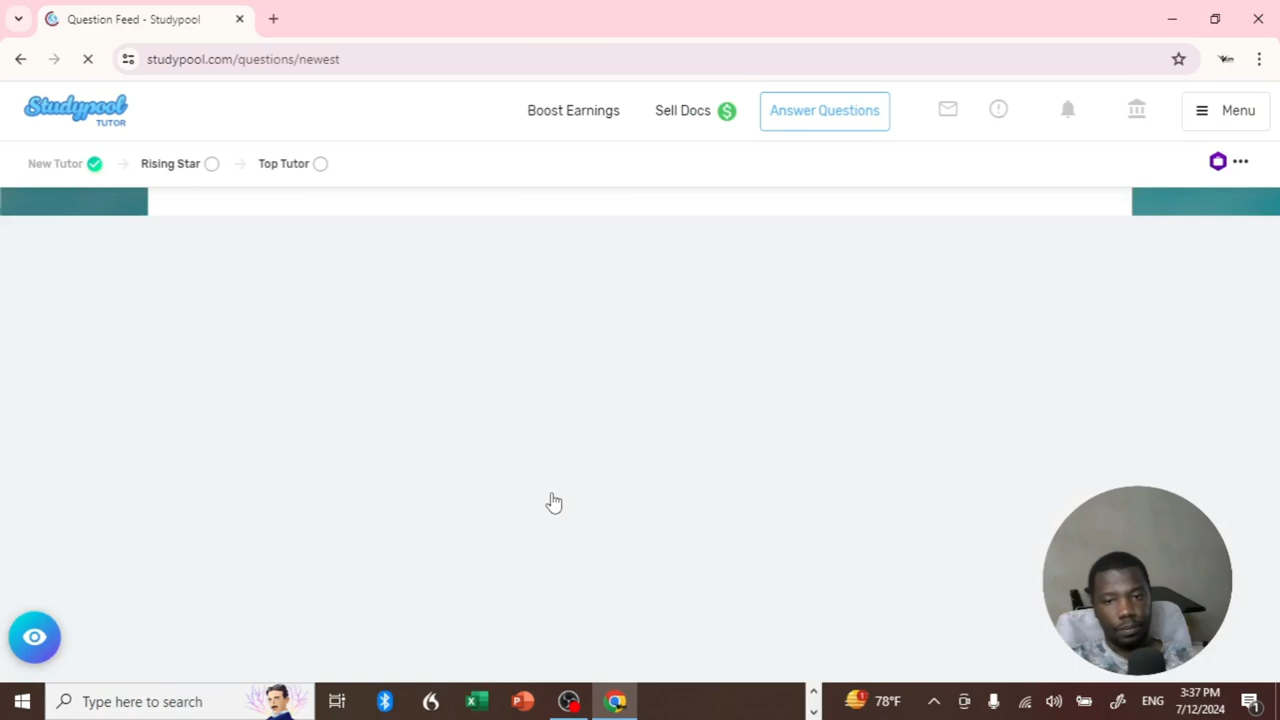 Question Feed - Studypool
studypool.com/questions/newest
Studypool
TUTOR
Boost Earnings
Sell Docs $
Answer Questions
Menu
New Tutor
Rising Star
Top Tutor
Type here to search
78°F
ENG
3:37 PM
7/12/2024